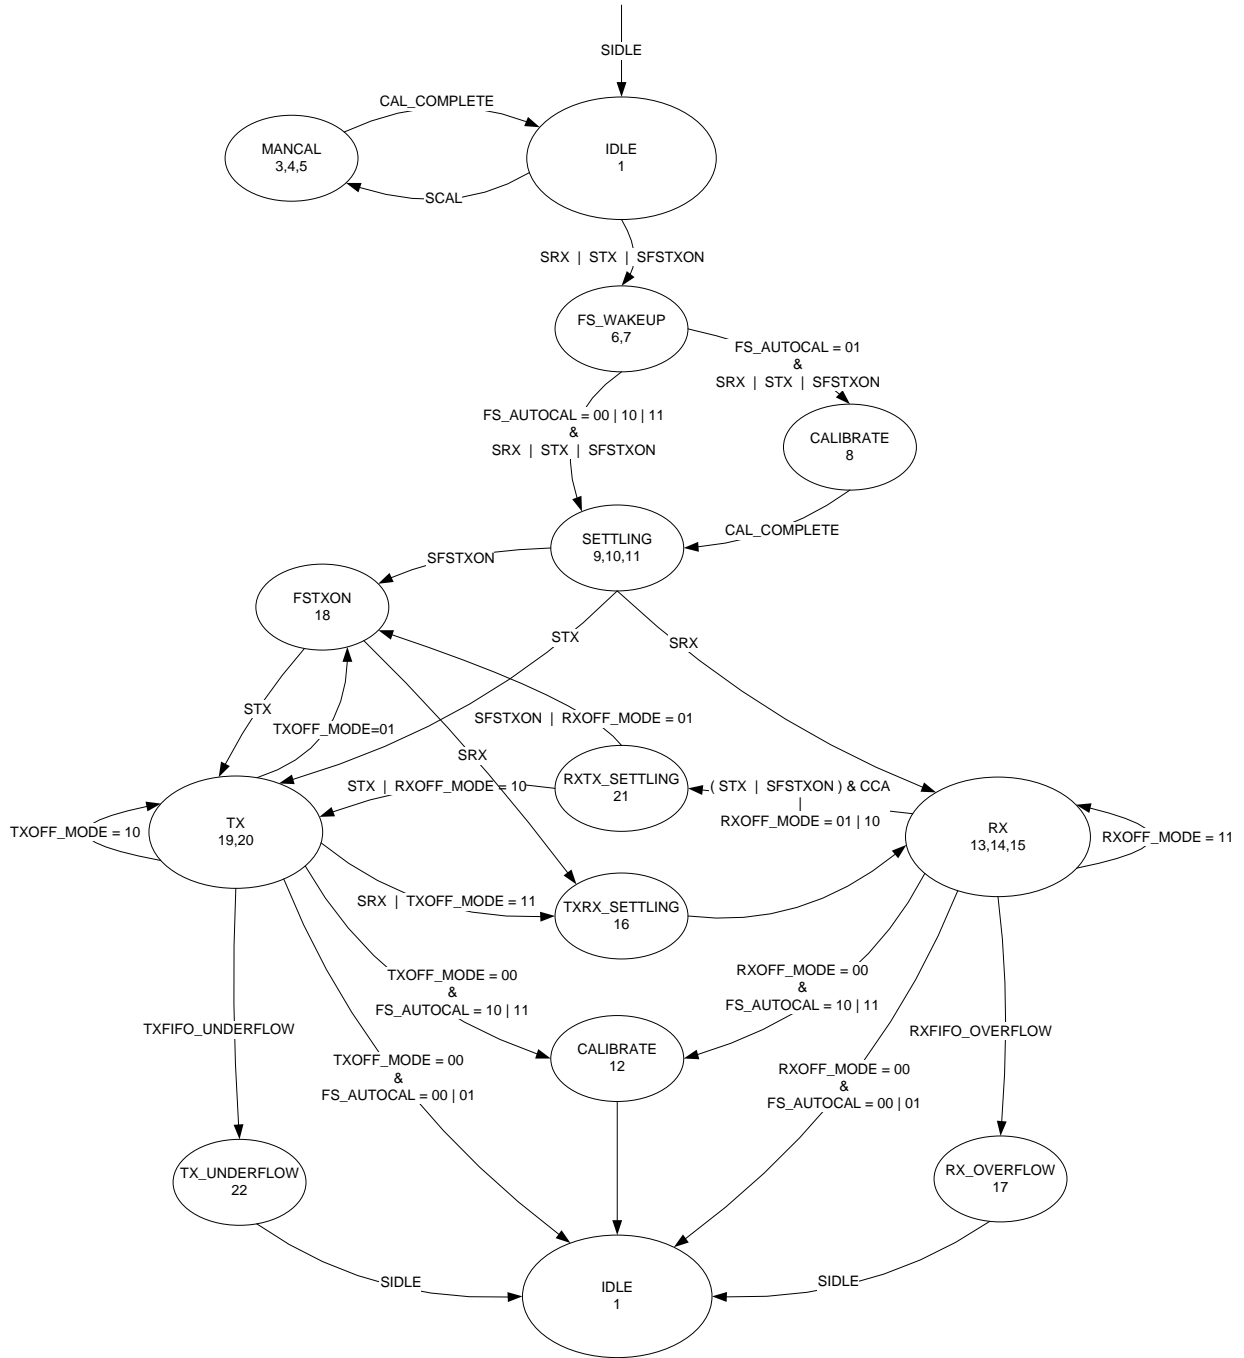 SIDLE
CAL_COMPLETE
MANCAL
3,4,5
IDLE
1
SCAL
SRX | STX | SFSTXON
FS_WAKEUP
6,7
FS_AUTOCAL = 01
&
SRX | STX | SFSTXON
FS_AUTOCAL = 00 | 10 | 11
&
SRX | STX | SFSTXON
CALIBRATE
8
CAL_COMPLETE
SETTLING
9,10,11
SFSTXON
FSTXON
18
STX
SRX
STX
TXOFF_MODE=01
SFSTXON | RXOFF_MODE = 01
SRX
RXTX_SETTLING
21
STX | RXOFF_MODE = 10
( STX | SFSTXON ) & CCA
|
RXOFF_MODE = 01 | 10
TXOFF_MODE = 10
TX
19,20
RX
13,14,15
RXOFF_MODE = 11
SRX | TXOFF_MODE = 11
TXRX_SETTLING
16
TXOFF_MODE = 00
&
FS_AUTOCAL = 10 | 11
RXOFF_MODE = 00
&
FS_AUTOCAL = 10 | 11
TXFIFO_UNDERFLOW
RXFIFO_OVERFLOW
CALIBRATE
12
TXOFF_MODE = 00
&
FS_AUTOCAL = 00 | 01
RXOFF_MODE = 00
&
FS_AUTOCAL = 00 | 01
TX_UNDERFLOW
22
RX_OVERFLOW
17
SIDLE
SIDLE
IDLE
1